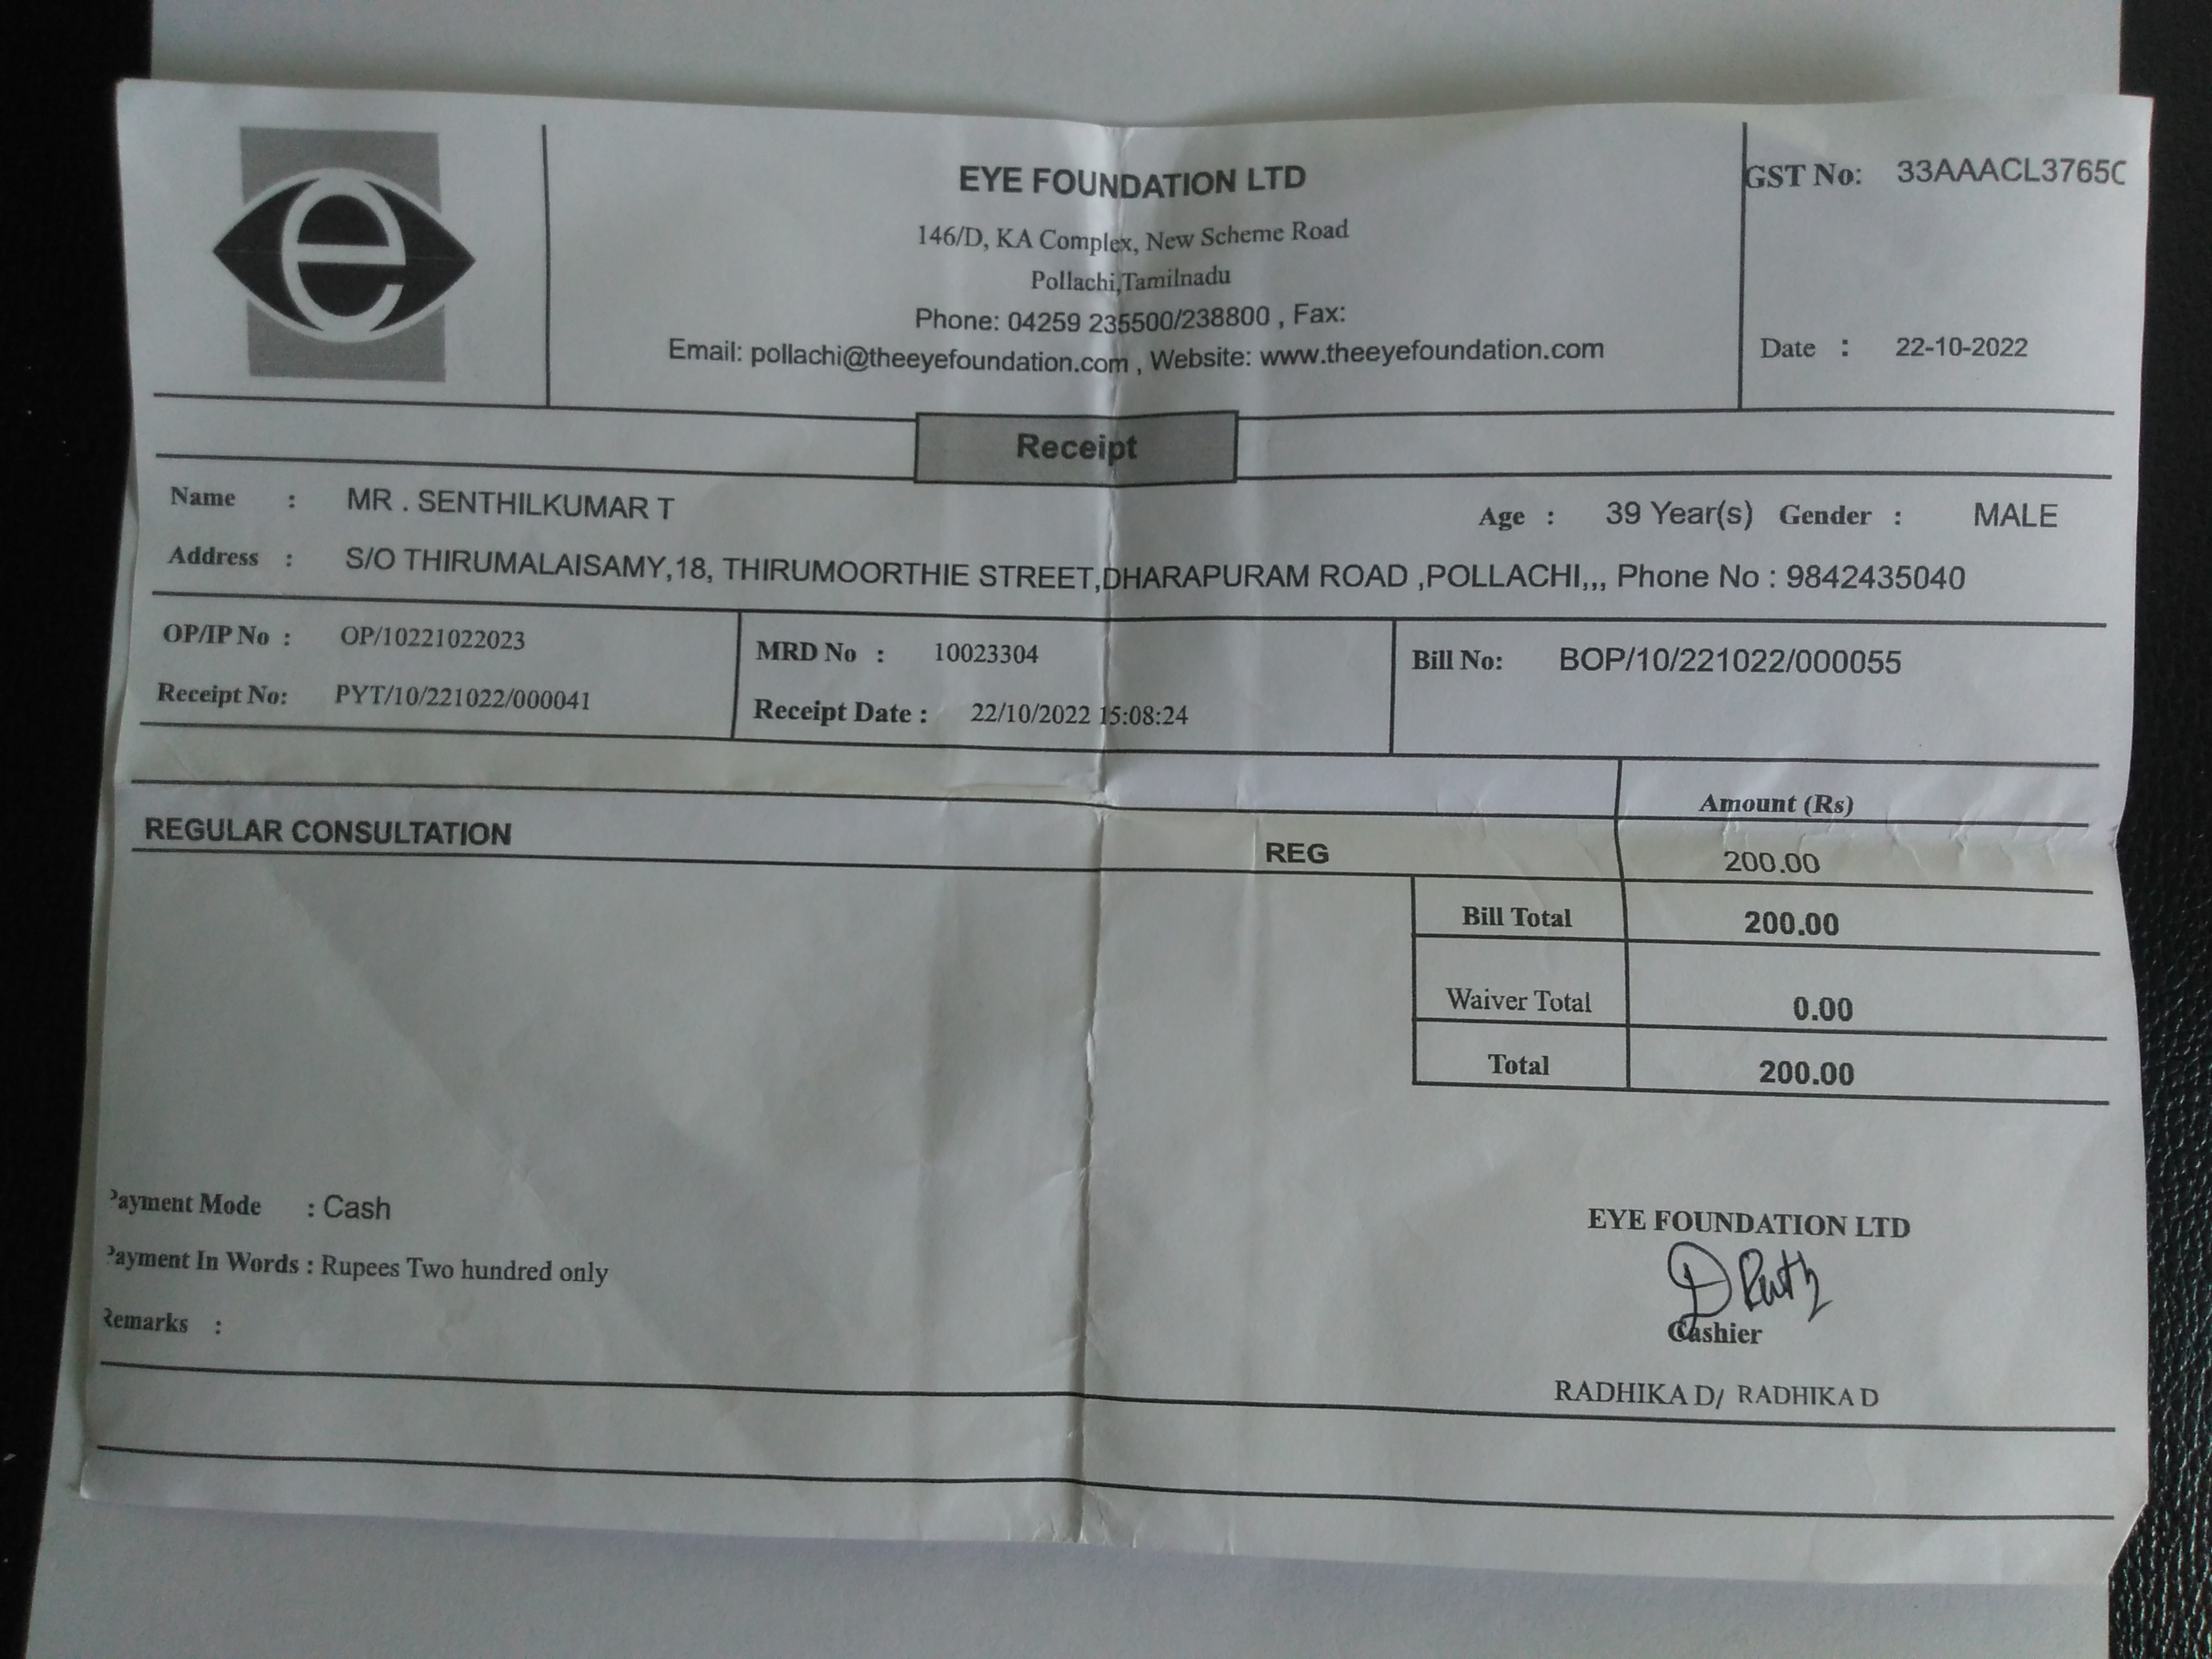 e
EYE FOUNDATION LTD
146/D, KA Complex, New Scheme Road
Pollachi,Tamilnadu
Phone: 04259 235500/238800 , Fax:
Email: pollachi@theeyefoundation.com , Website: www.theeyefoundation.com
GST No: 33AAACL3765C
Date : 22-10-2022
Receipt
Name : MR . SENTHILKUMAR T Age : 39 Year(s) Gender : MALE
Address : S/O THIRUMALAISAMY,18, THIRUMOORTHIE STREET,DHARAPURAM ROAD ,POLLACHI,,, Phone No : 9842435040
OP/IP No : OP/10221022023 MRD No : 10023304 Bill No: BOP/10/221022/000055
Receipt No: PYT/10/221022/000041 Receipt Date : 22/10/2022 15:08:24
Amount (Rs)
REGULAR CONSULTATION REG 200.00
Bill Total 200.00
Waiver Total 0.00
Total 200.00
Payment Mode : Cash
Payment In Words : Rupees Two hundred only
Remarks :
EYE FOUNDATION LTD
Cashier
RADHIKA D/ RADHIKA D